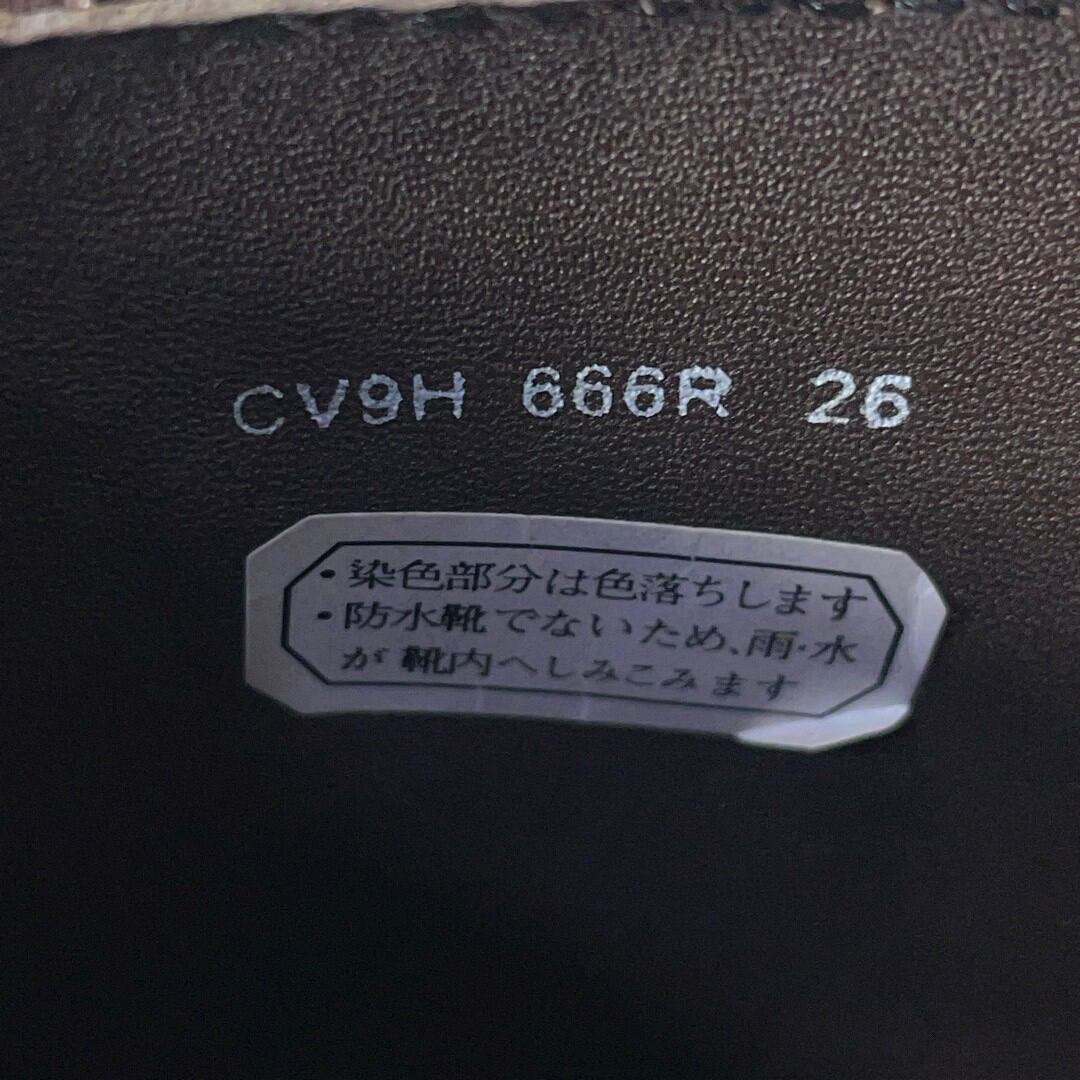 CV9H 666R 26
・染色部分は色落ちします
・防水靴でないため、雨・水
が靴内へしみこみます